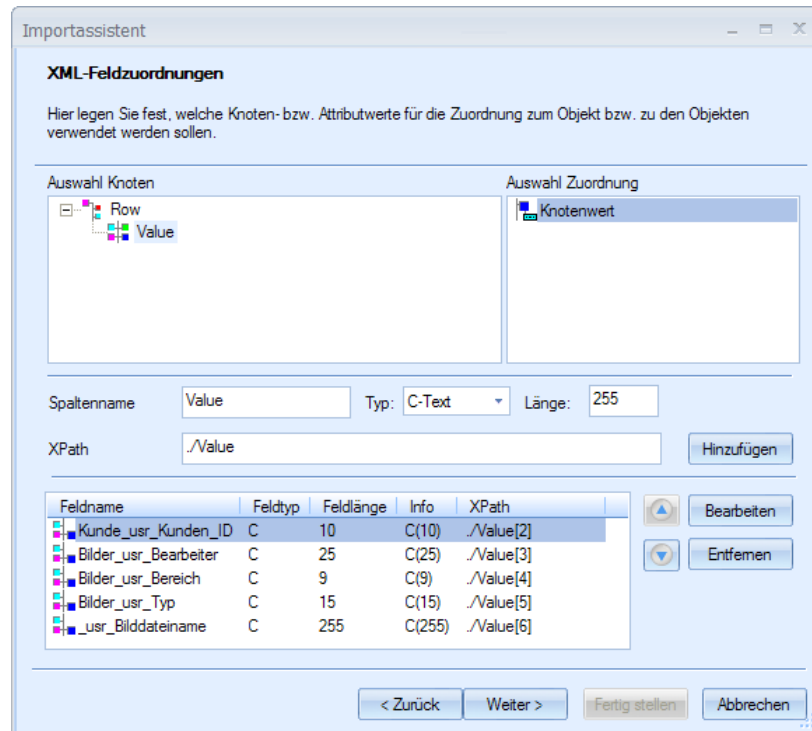 Importassistent
XML-Feldzuordnungen
Hier legen Sie fest, welche Knoten- bzw. Attributwerte für die Zuordnung zum Objekt bzw. zu den Objekten
verwendet werden sollen.
Auswahl Knoten
Auswahl Zuordnung
Row
Value
Knotenwert
Spaltenname Value Typ: C-Text Länge: 255
XPath ./Value Hinzufügen
Feldname Feldtyp Feldlänge Info XPath
Kunde_usr_Kunden_ID C 10 C(10) ./Value[2]
Bilder_usr_Bearbeiter C 25 C(25) ./Value[3]
Bilder_usr_Bereich C 9 C(9) ./Value[4]
Bilder_usr_Typ C 15 C(15) ./Value[5]
_usr_Bilddateiname C 255 C(255) ./Value[6]
Bearbeiten
Entfernen
< Zurück Weiter > Fertig stellen Abbrechen